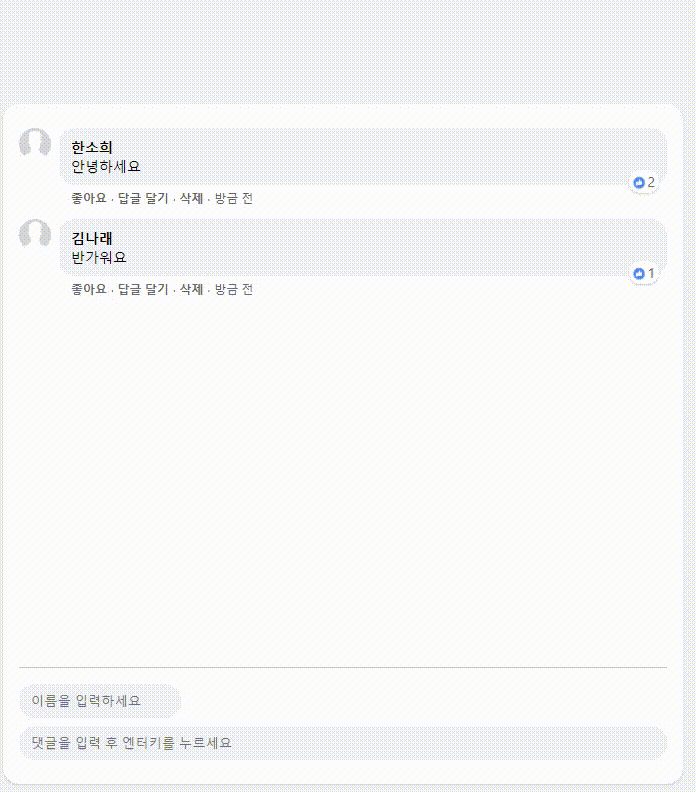 한소희
안녕하세요
2
좋아요 · 답글 달기 · 삭제 · 방금 전
김나래
반가워요
1
좋아요 · 답글 달기 · 삭제 · 방금 전
이름을 입력하세요
댓글을 입력 후 엔터키를 누르세요